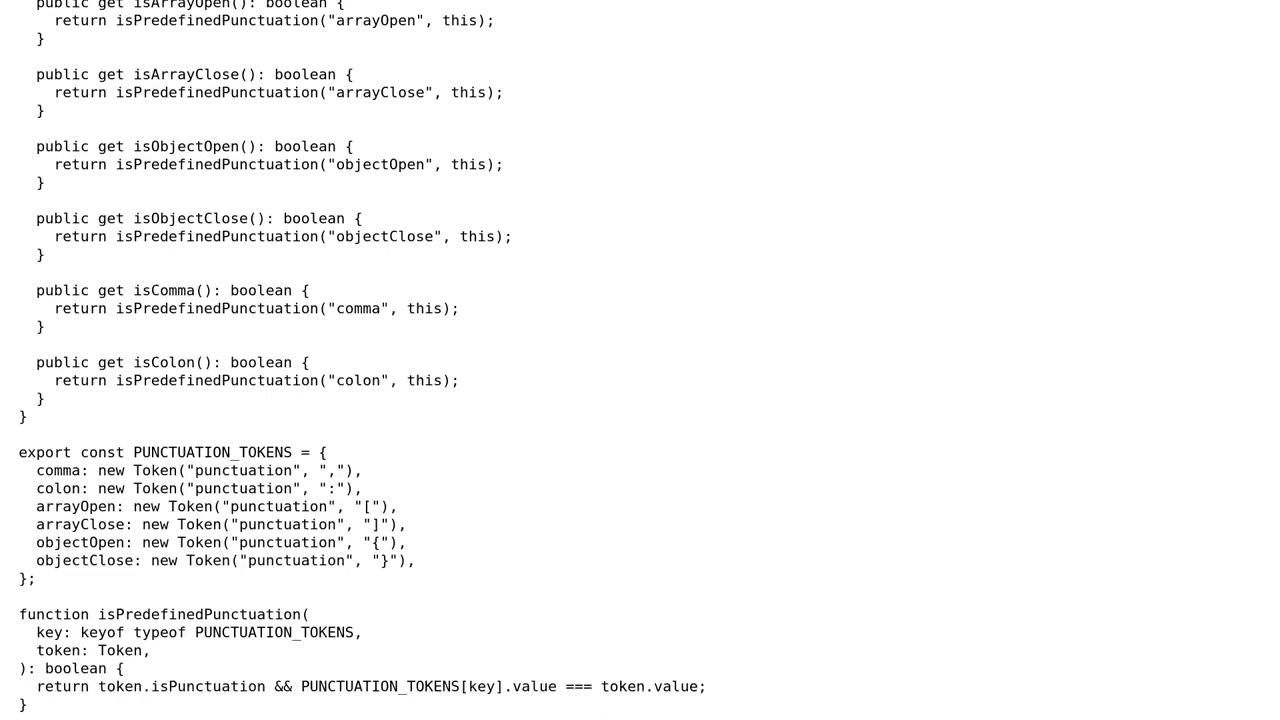 public get isArrayOpen(): boolean {
    return isPredefinedPunctuation("arrayOpen", this);
  }

  public get isArrayClose(): boolean {
    return isPredefinedPunctuation("arrayClose", this);
  }

  public get isObjectOpen(): boolean {
    return isPredefinedPunctuation("objectOpen", this);
  }

  public get isObjectClose(): boolean {
    return isPredefinedPunctuation("objectClose", this);
  }

  public get isComma(): boolean {
    return isPredefinedPunctuation("comma", this);
  }

  public get isColon(): boolean {
    return isPredefinedPunctuation("colon", this);
  }
}

export const PUNCTUATION_TOKENS = {
  comma: new Token("punctuation", ","),
  colon: new Token("punctuation", ":"),
  arrayOpen: new Token("punctuation", "["),
  arrayClose: new Token("punctuation", "]"),
  objectOpen: new Token("punctuation", "{"),
  objectClose: new Token("punctuation", "}"),
};

function isPredefinedPunctuation(
  key: keyof typeof PUNCTUATION_TOKENS,
  token: Token,
): boolean {
  return token.isPunctuation && PUNCTUATION_TOKENS[key].value === token.value;
}